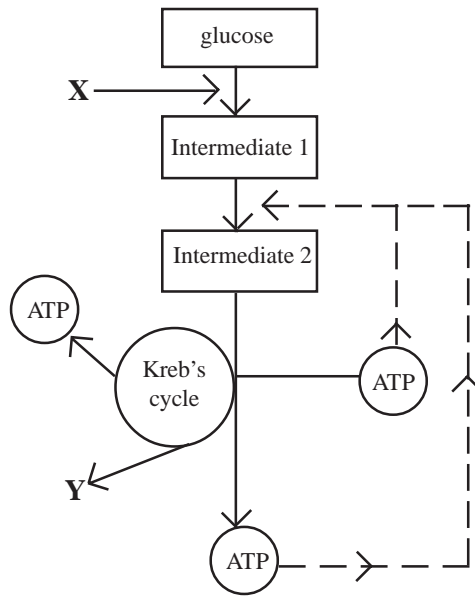 glucose
X
Intermediate 1
Intermediate 2
ATP
Kreb's
cycle
ATP
Y
ATP